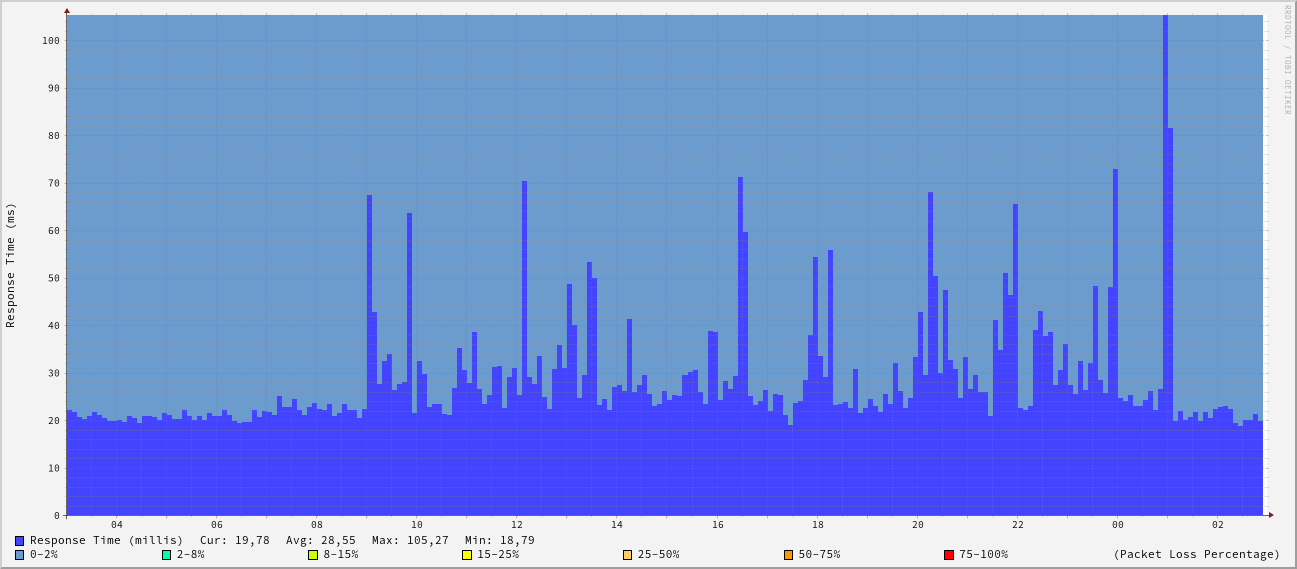 RRDTOOL / TOBI OETIKER
Response Time (ms)
100
90
80
70
60
50
40
30
20
10
0
04 06 08 10 12 14 16 18 20 22 00 02
Response Time (millis) Cur: 19,78 Avg: 28,55 Max: 105,27 Min: 18,79
0-2% 2-8% 8-15% 15-25% 25-50% 50-75% 75-100% (Packet Loss Percentage)